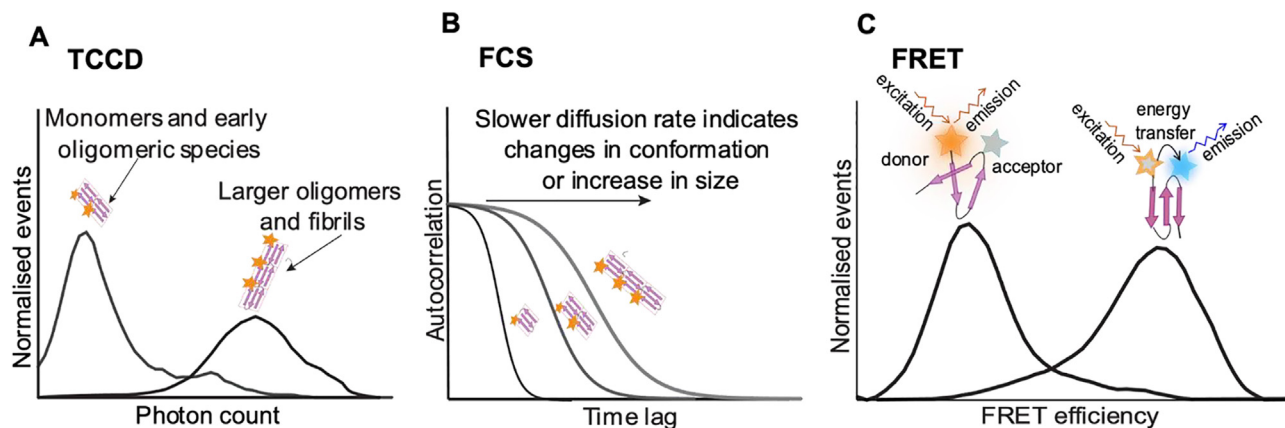 A
TCCD
Monomers and early
oligomeric species
Larger oligomers
and fibrils
Normalised events
Photon count
B
FCS
Slower diffusion rate indicates
changes in conformation
or increase in size
Autocorrelation
Time lag
C
FRET
excitation
emission
donor
acceptor
excitation
energy
transfer
emission
Normalised events
FRET efficiency